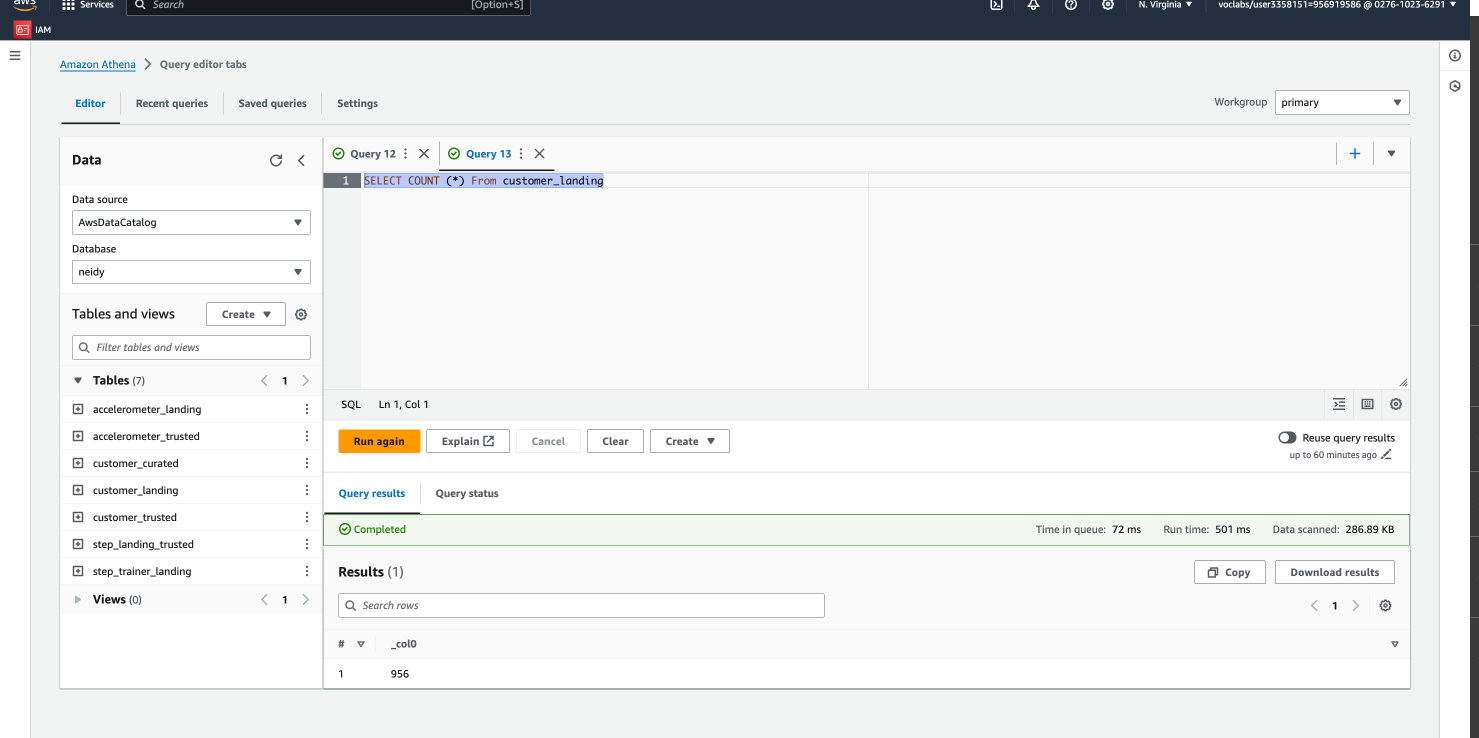 aws
Services
Search
[Option+S]
N. Virginia
voclabs/user3358151=956919586 @ 0276-1023-6291
IAM
Amazon Athena
Query editor tabs
Editor
Recent queries
Saved queries
Settings
Workgroup
primary
Data
Data source
AwsDataCatalog
Database
neidy
Tables and views
Create
Filter tables and views
Tables (7)
1
accelerometer_landing
accelerometer_trusted
customer_curated
customer_landing
customer_trusted
step_landing_trusted
step_trainer_landing
Views (0)
1
Query 12
Query 13
1
SELECT COUNT (*) From customer_landing
SQL
Ln 1, Col 1
Run again
Explain
Cancel
Clear
Create
Reuse query results
up to 60 minutes ago
Query results
Query status
Completed
Time in queue: 72 ms
Run time: 501 ms
Data scanned: 286.89 KB
Results (1)
Copy
Download results
Search rows
1
#
_col0
1
956